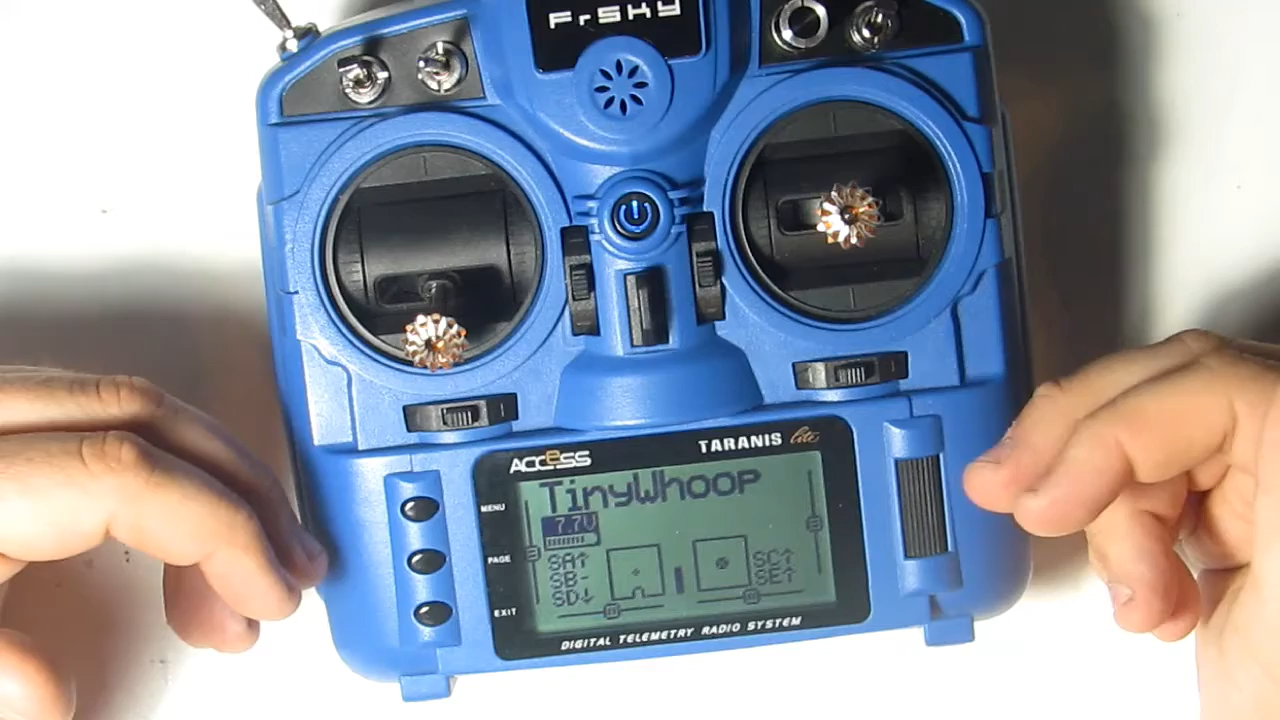 FrSKY
ACCESS
TARANIS lite
MENU
PAGE
EXIT
TinyWhoop
7.7V
SA↑
SB-
SD↓
SC↑
SE↑
DIGITAL TELEMETRY RADIO SYSTEM